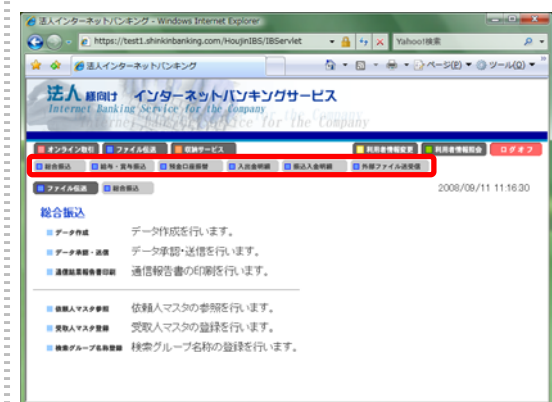 法人インターネットバンキング - Windows Internet Explorer
https://test1.shinkinbanking.com/HoujinIBS/IBServlet
Yahoo!検索
法人インターネットバンキング
ページ(P) ツール(O)
法人 様向け インターネットバンキングサービス
Internet Banking Service for the Company
オンライン取引 ファイル伝送 収納サービス 利用者情報変更 利用者情報照会 ログオフ
総合振込 給与・賞与振込 預金口座振替 入出金明細 振込入金明細 外部ファイル送受信
ファイル伝送 総合振込 2008/09/11 11:16:30
総合振込
データ作成 データ作成を行います。
データ承認・送信 データ承認・送信を行います。
通信結果報告書印刷 通信報告書の印刷を行います。
依頼人マスタ参照 依頼人マスタの参照を行います。
受取人マスタ登録 受取人マスタの登録を行います。
検索グループ名称登録 検索グループ名称の登録を行います。